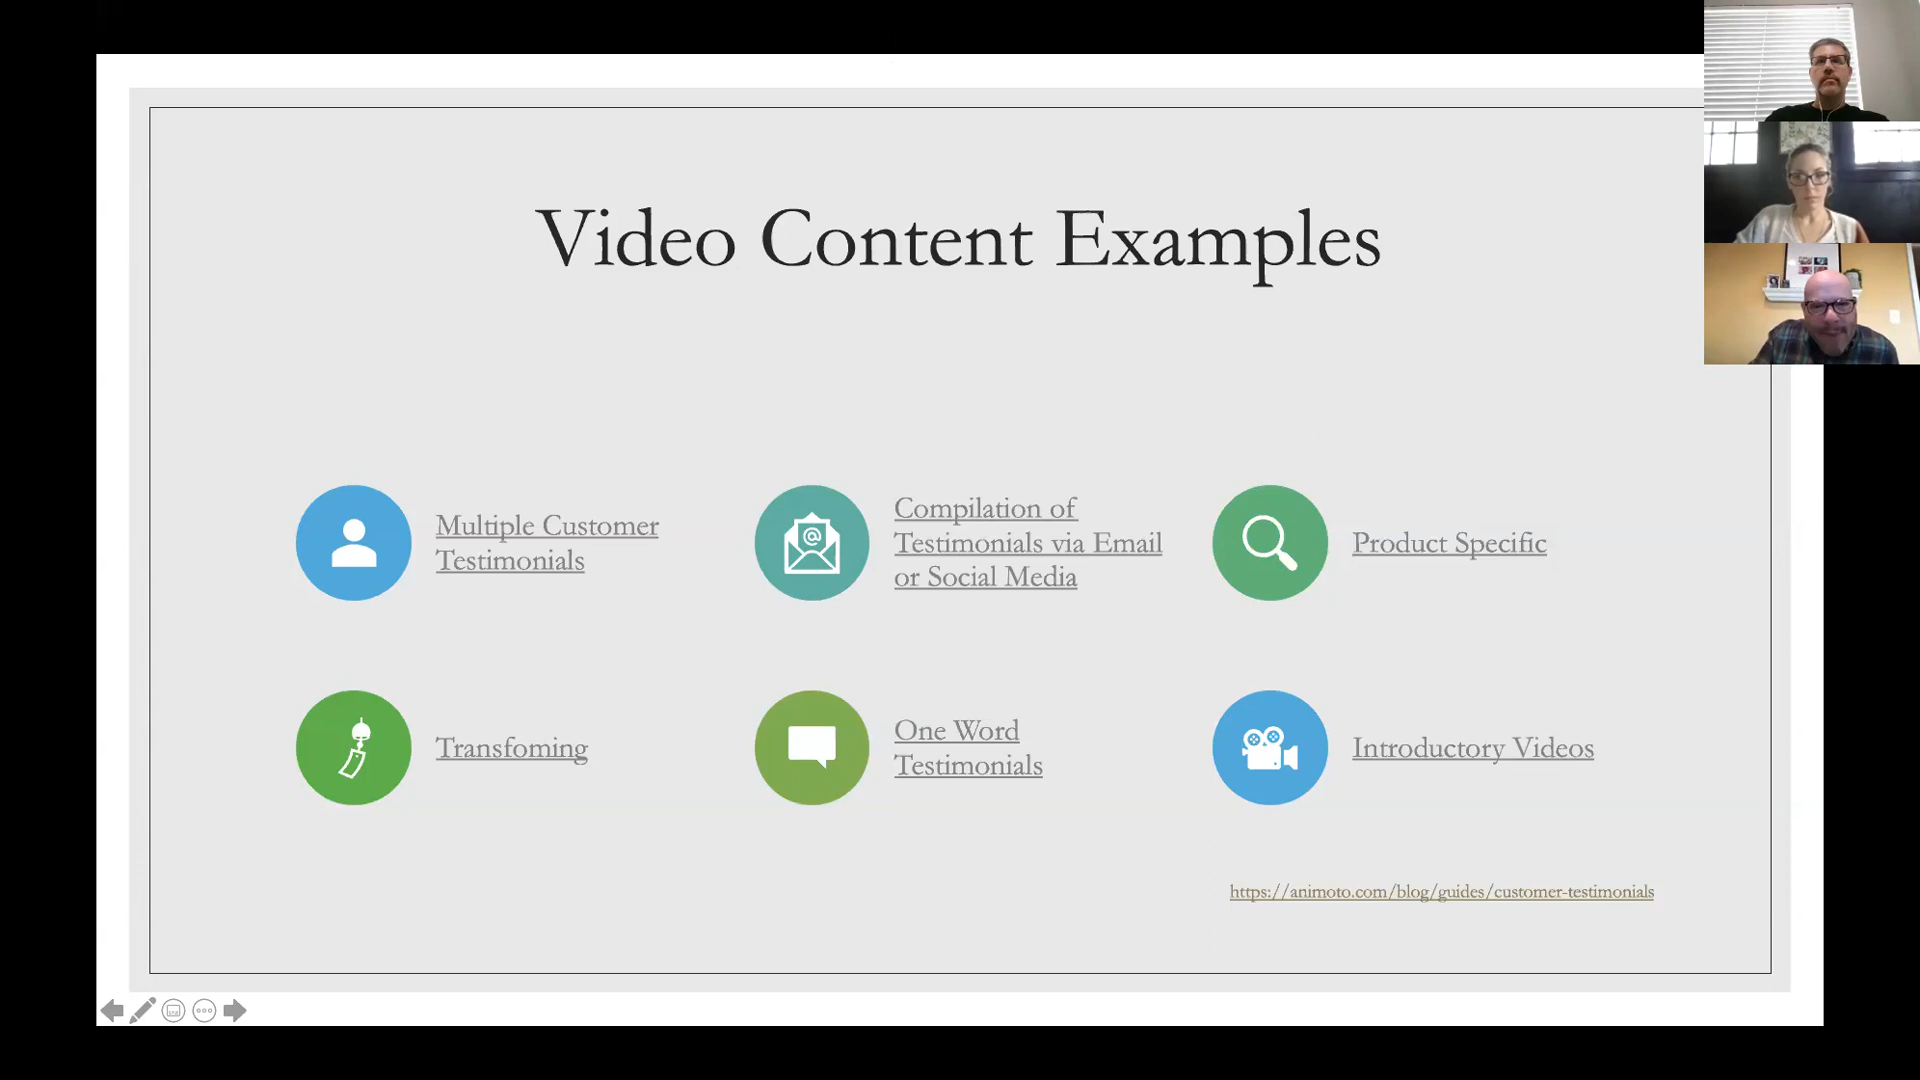 Video Content Examples
Multiple Customer
Testimonials
Compilation of
Testimonials via Email
or Social Media
Product Specific
Transfoming
One Word
Testimonials
Introductory Videos
https://animoto.com/blog/guides/customer-testimonials